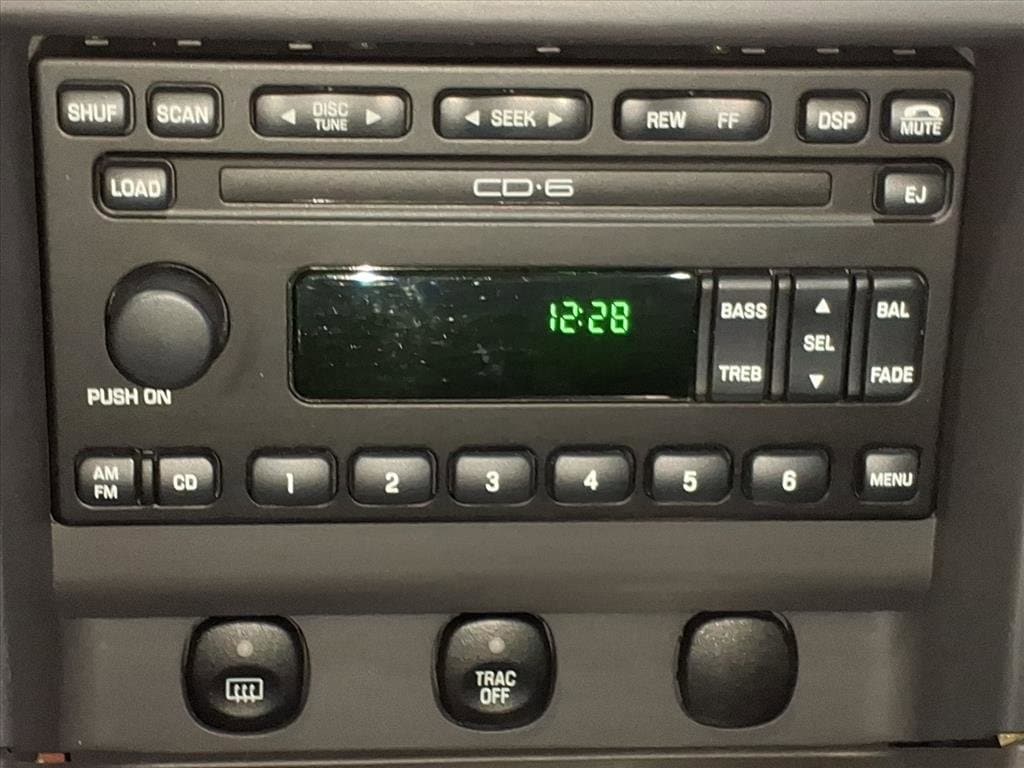 SHUF
SCAN
DISC
TUNE
SEEK
REW FF
DSP
MUTE
LOAD
CD·6
EJ
12:28
BASS
TREB
SEL
BAL
FADE
PUSH ON
AM
FM
CD
1
2
3
4
5
6
MENU
TRAC
OFF